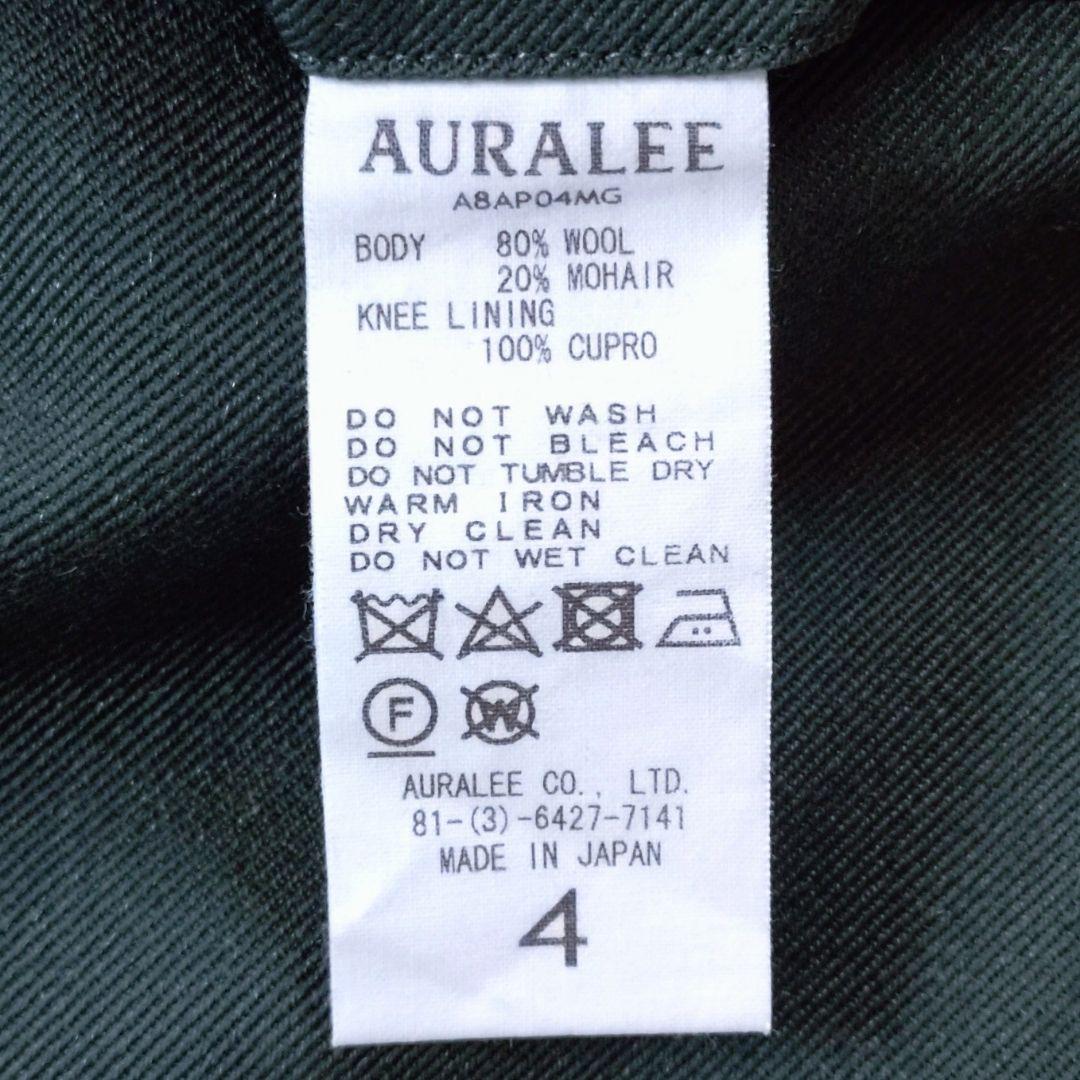 AURALEE
A8AP04MG
BODY 80% WOOL
20% MOHAIR
KNEE LINING
100% CUPRO
DO NOT WASH
DO NOT BLEACH
DO NOT TUMBLE DRY
WARM IRON
DRY CLEAN
DO NOT WET CLEAN
F W
AURALEE CO., LTD.
81-(3)-6427-7141
MADE IN JAPAN
4